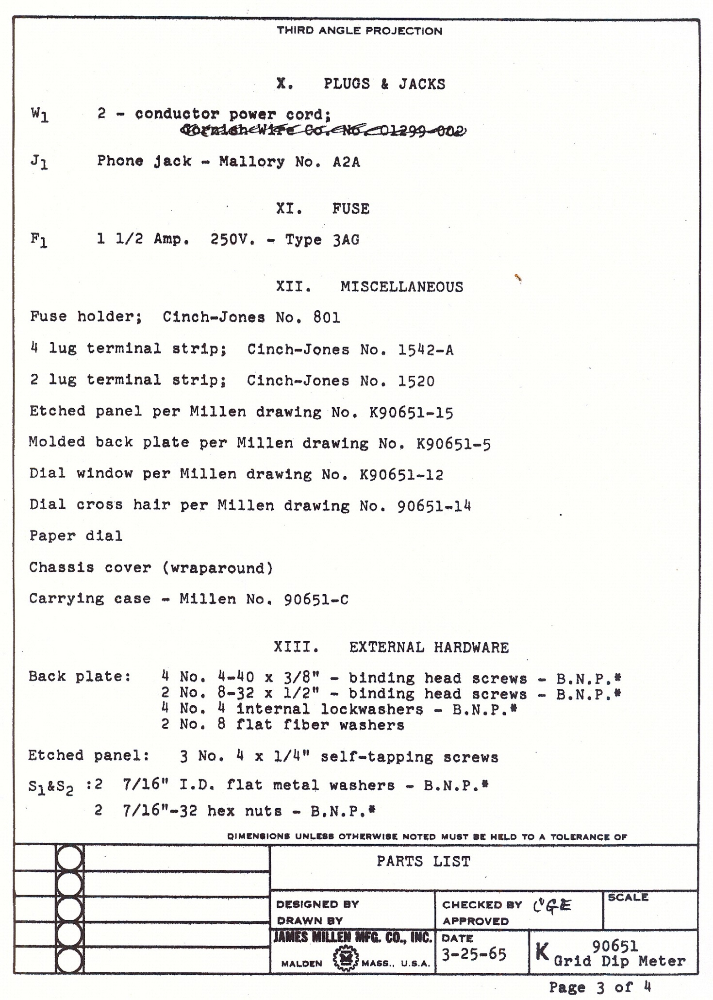 THIRD ANGLE PROJECTION
X. PLUGS & JACKS
W1 2 - conductor power cord;
Cornish Wire Co. No. 01299-002
J1 Phone jack - Mallory No. A2A
XI. FUSE
F1 1 1/2 Amp. 250V. - Type 3AG
XII. MISCELLANEOUS
Fuse holder; Cinch-Jones No. 801
4 lug terminal strip; Cinch-Jones No. 1542-A
2 lug terminal strip; Cinch-Jones No. 1520
Etched panel per Millen drawing No. K90651-15
Molded back plate per Millen drawing No. K90651-5
Dial window per Millen drawing No. K90651-12
Dial cross hair per Millen drawing No. 90651-14
Paper dial
Chassis cover (wraparound)
Carrying case - Millen No. 90651-C
XIII. EXTERNAL HARDWARE
Back plate: 4 No. 4-40 x 3/8" - binding head screws - B.N.P.*
2 No. 8-32 x 1/2" - binding head screws - B.N.P.*
4 No. 4 internal lockwashers - B.N.P.*
2 No. 8 flat fiber washers
Etched panel: 3 No. 4 x 1/4" self-tapping screws
S1&S2 :2 7/16" I.D. flat metal washers - B.N.P.*
2 7/16"-32 hex nuts - B.N.P.*
DIMENSIONS UNLESS OTHERWISE NOTED MUST BE HELD TO A TOLERANCE OF
PARTS LIST
DESIGNED BY
DRAWN BY
CHECKED BY CGE
APPROVED
SCALE
JAMES MILLEN MFG. CO., INC.
MALDEN M MASS., U.S.A.
DATE
3-25-65
K 90651
Grid Dip Meter
Page 3 of 4